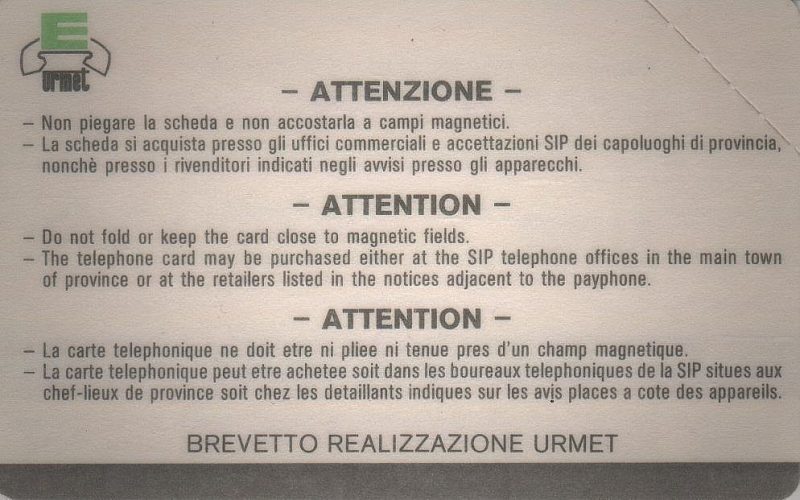 E
urmet
– ATTENZIONE –
– Non piegare la scheda e non accostarla a campi magnetici.
– La scheda si acquista presso gli uffici commerciali e accettazioni SIP dei capoluoghi di provincia,
nonchè presso i rivenditori indicati negli avvisi presso gli apparecchi.
– ATTENTION –
– Do not fold or keep the card close to magnetic fields.
– The telephone card may be purchased either at the SIP telephone offices in the main town
of province or at the retailers listed in the notices adjacent to the payphone.
– ATTENTION –
– La carte telephonique ne doit etre ni pliee ni tenue pres d'un champ magnetique.
– La carte telephonique peut etre achetee soit dans les boureaux telephoniques de la SIP situes aux
chef-lieux de province soit chez les detaillants indiques sur les avis places a cote des appareils.
BREVETTO REALIZZAZIONE URMET